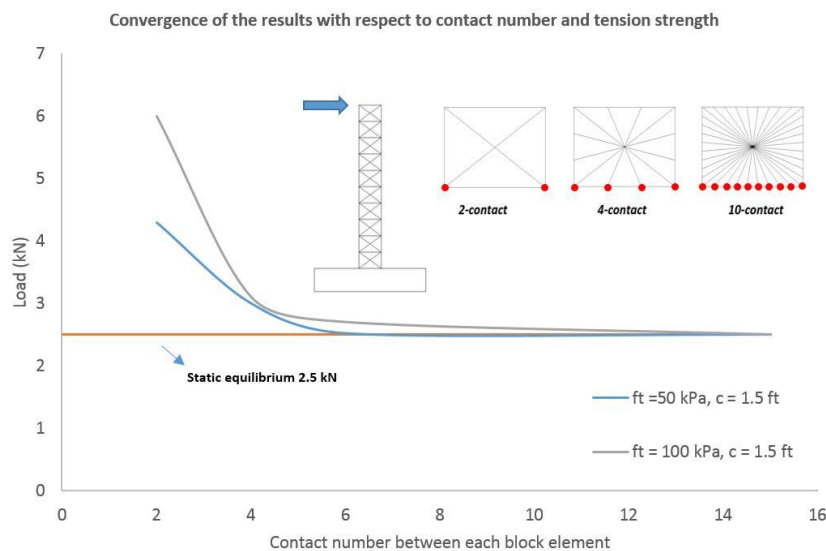 Convergence of the results with respect to contact number and tension strength
7
6
5
4
3
2
1
0
Load (kN)
2-contact
4-contact
10-contact
Static equilibrium 2.5 kN
ft =50 kPa, c = 1.5 ft
ft = 100 kPa, c = 1.5 ft
0 2 4 6 8 10 12 14 16
Contact number between each block element